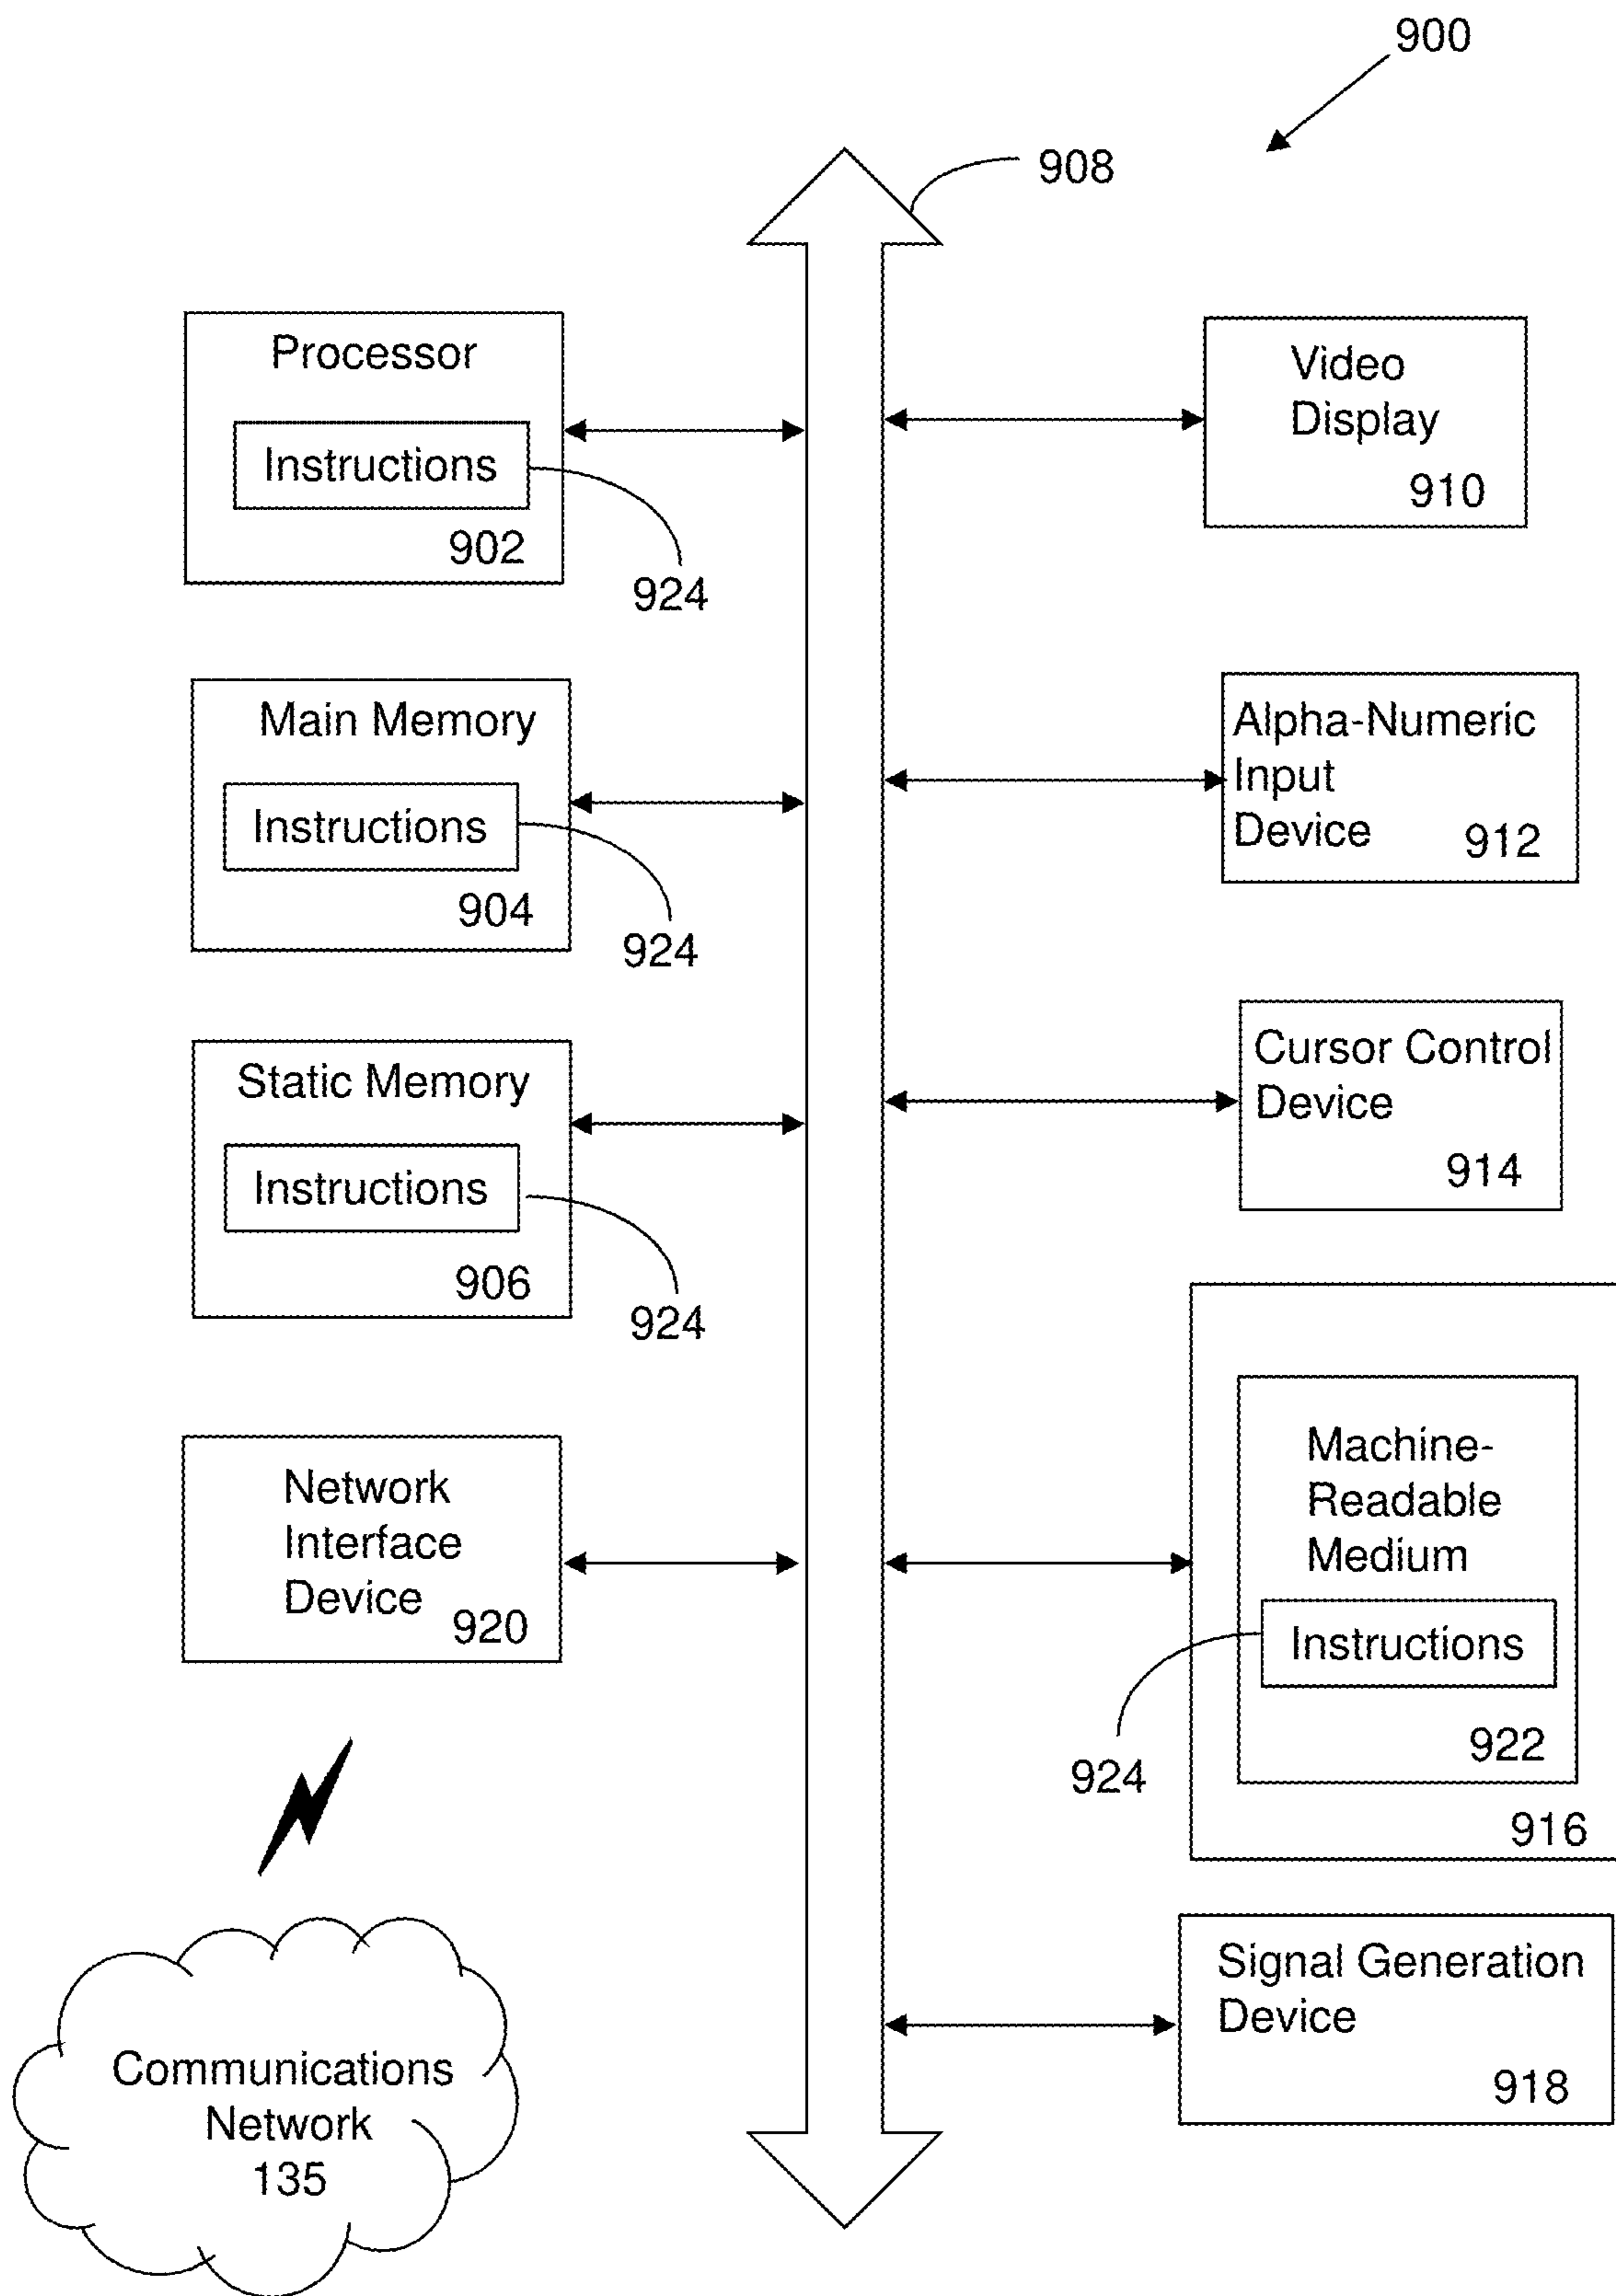 900
908
Processor
Instructions
902
924
Main Memory
Instructions
904
924
Static Memory
Instructions
906
924
Network
Interface
Device
920
Communications
Network
135
Video
Display
910
Alpha-Numeric
Input
Device
912
Cursor Control
Device
914
Machine-
Readable
Medium
Instructions
922
924
916
Signal Generation
Device
918